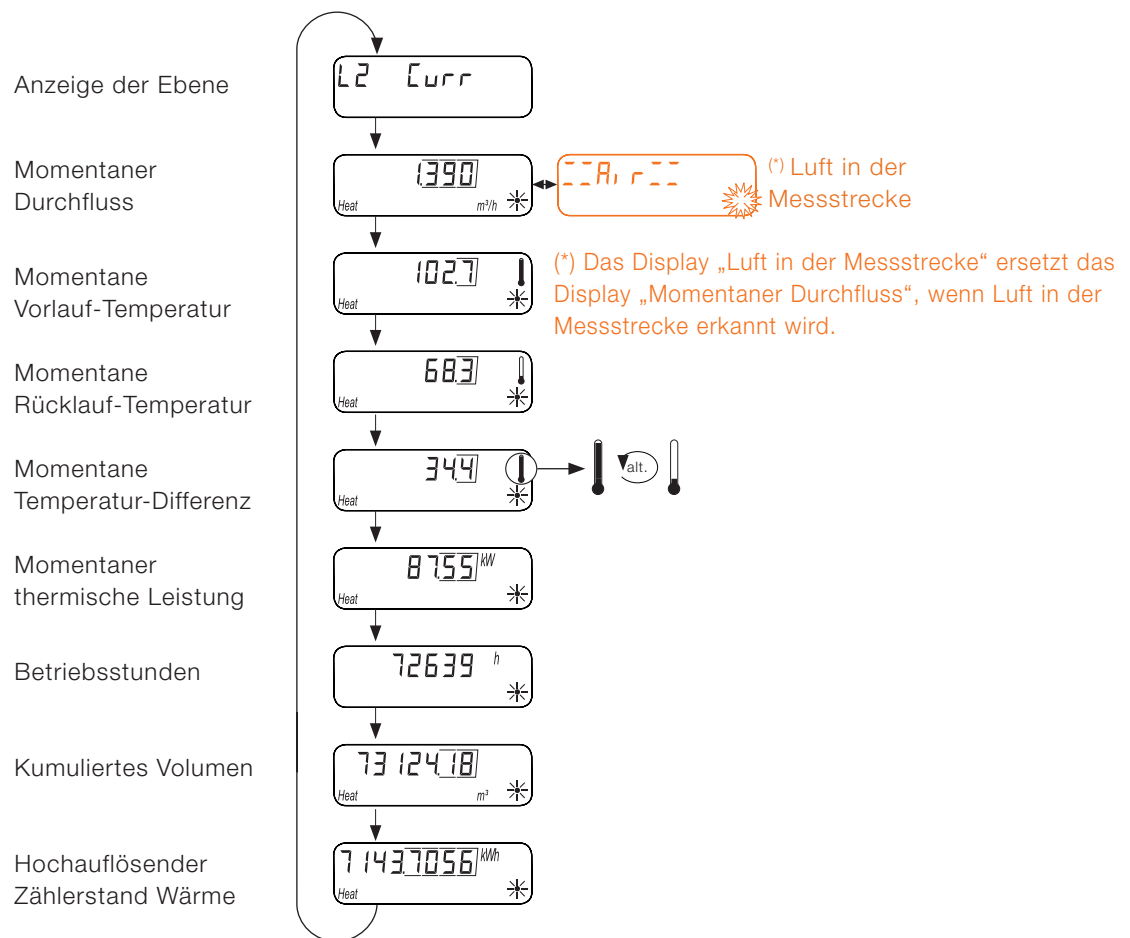 Anzeige der Ebene
L2 Curr
Momentaner
Durchfluss
1.390
Heat m³/h
--Air--
(*) Luft in der
Messstrecke
Momentane
Vorlauf-Temperatur
102.7
Heat
(*) Das Display „Luft in der Messstrecke“ ersetzt das
Display „Momentaner Durchfluss“, wenn Luft in der
Messstrecke erkannt wird.
Momentane
Rücklauf-Temperatur
68.3
Heat
Momentane
Temperatur-Differenz
34.4
Heat
alt.
Momentaner
thermische Leistung
87.55 kW
Heat
Betriebsstunden
72639 h
Kumuliertes Volumen
73124.18
Heat m³
Hochauflösender
Zählerstand Wärme
7143.7056 kWh
Heat